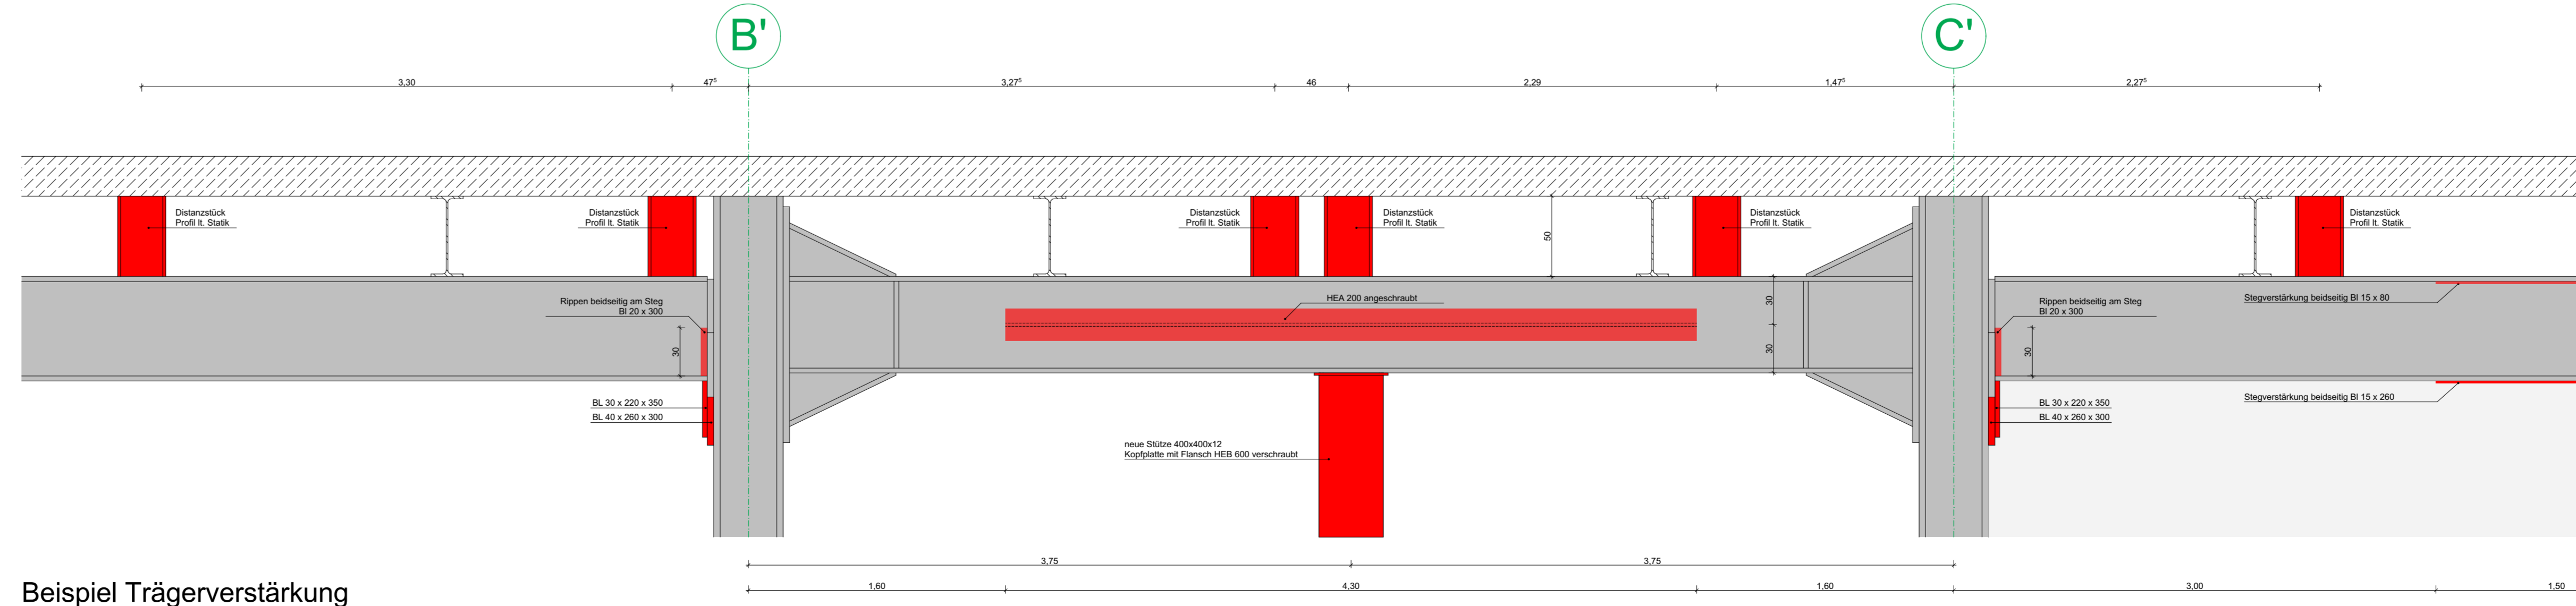 B'
C'
3,30
47⁵
3,27⁵
46
2,29
1,47⁵
2,27⁵
Distanzstück
Profil lt. Statik
Distanzstück
Profil lt. Statik
Distanzstück
Profil lt. Statik
Distanzstück
Profil lt. Statik
Distanzstück
Profil lt. Statik
Distanzstück
Profil lt. Statik
50
Rippen beidseitig am Steg
Bl 20 x 300
30
HEA 200 angeschraubt
30
30
Rippen beidseitig am Steg
Bl 20 x 300
30
Stegverstärkung beidseitig Bl 15 x 80
Stegverstärkung beidseitig Bl 15 x 260
BL 30 x 220 x 350
BL 40 x 260 x 300
BL 30 x 220 x 350
BL 40 x 260 x 300
neue Stütze 400x400x12
Kopfplatte mit Flansch HEB 600 verschraubt
3,75
3,75
1,60
4,30
1,60
3,00
1,50
Beispiel Trägerverstärkung